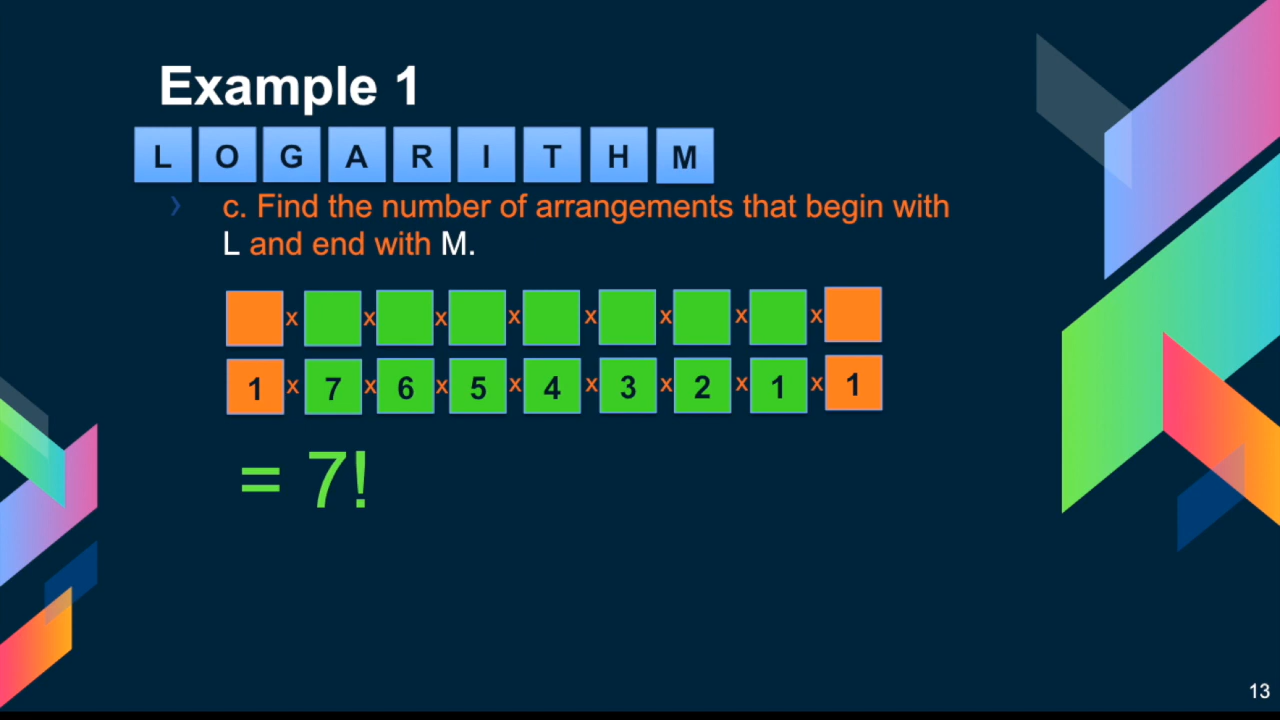 Example 1
L O G A R I T H M
› c. Find the number of arrangements that begin with
L and end with M.
x x x x x x x x
1 x 7 x 6 x 5 x 4 x 3 x 2 x 1 x 1
= 7!
13